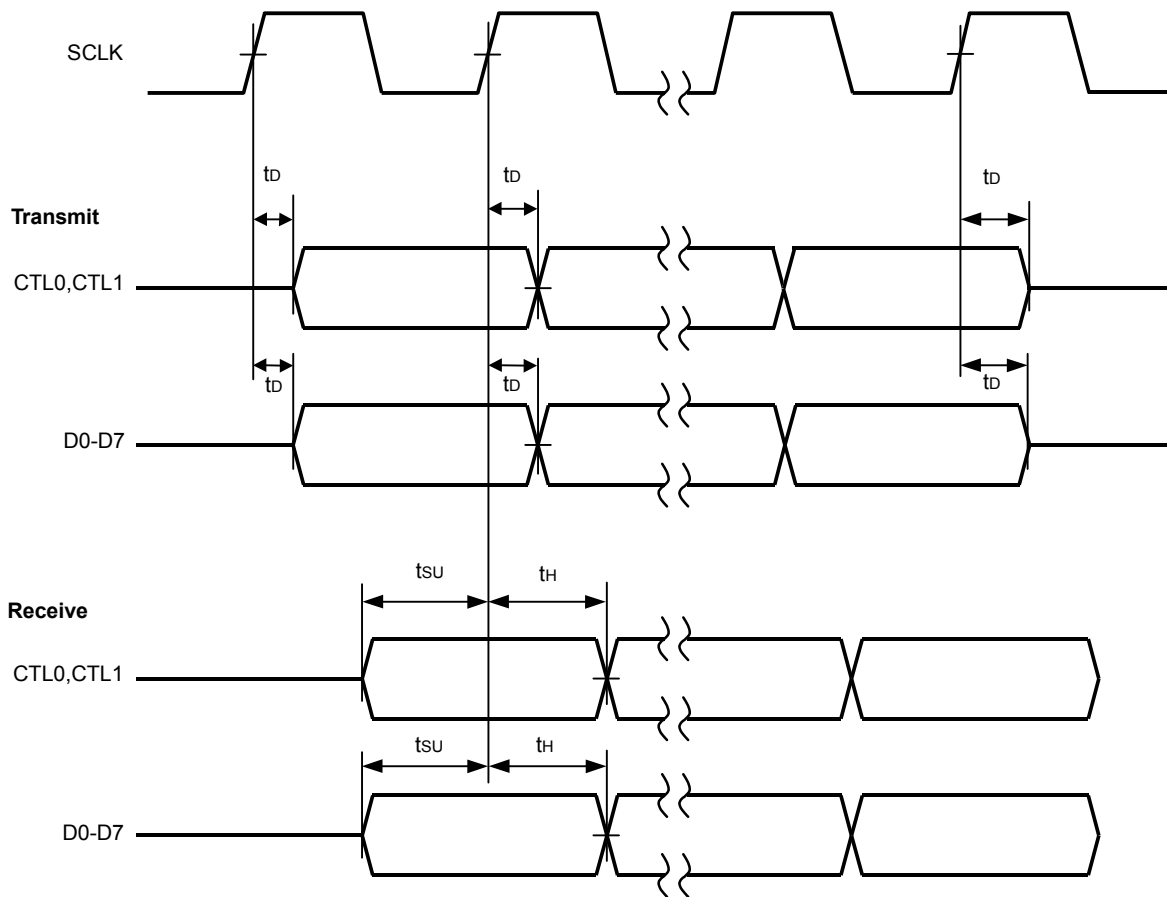 SCLK
tD
tD
tD
Transmit
CTL0,CTL1
tD
tD
tD
D0-D7
tSU
tH
Receive
CTL0,CTL1
tSU
tH
D0-D7